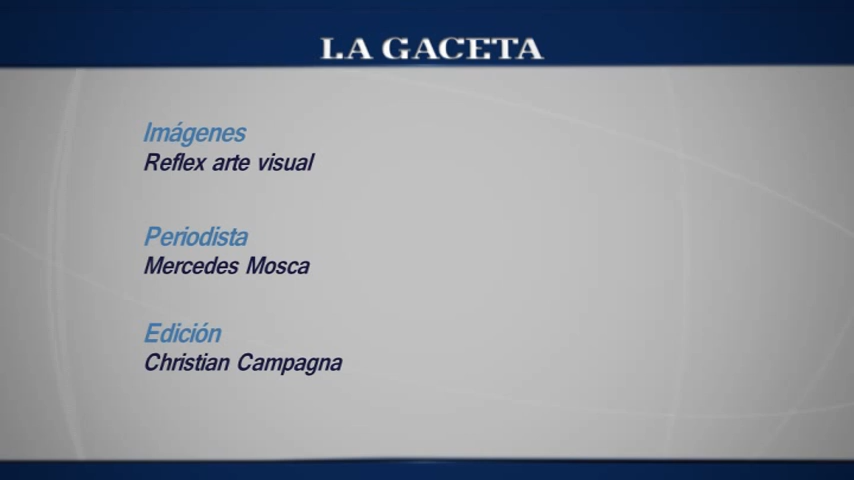 LA GACETA
Imágenes
Reflex arte visual
Periodista
Mercedes Mosca
Edición
Christian Campagna